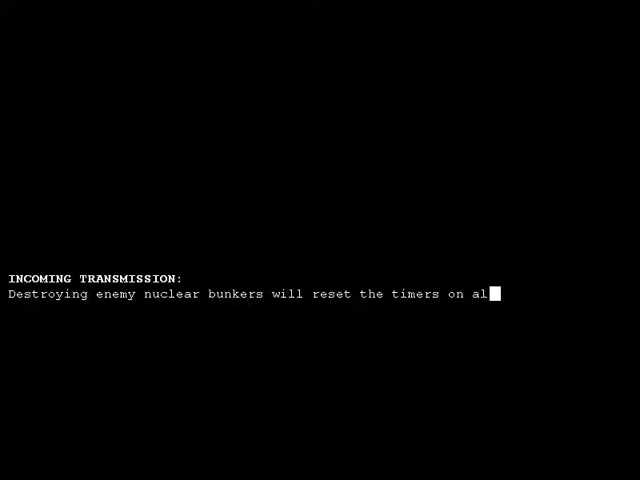 INCOMING TRANSMISSION:
Destroying enemy nuclear bunkers will reset the timers on al